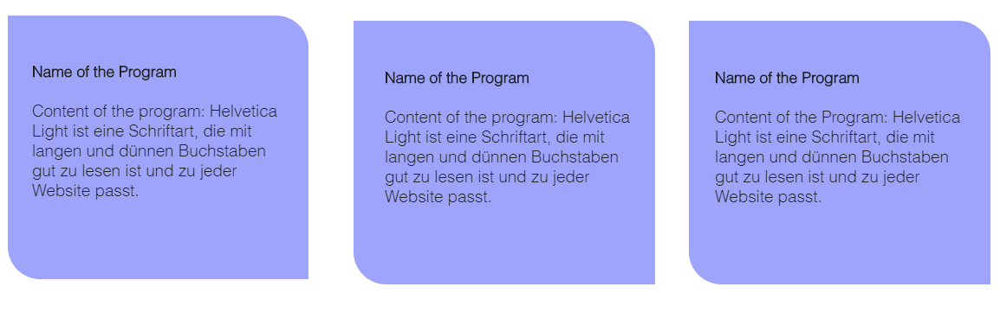 Name of the Program
Content of the program: Helvetica
Light ist eine Schriftart, die mit
langen und dünnen Buchstaben
gut zu lesen ist und zu jeder
Website passt.
Name of the Program
Content of the program: Helvetica
Light ist eine Schriftart, die mit
langen und dünnen Buchstaben
gut zu lesen ist und zu jeder
Website passt.
Name of the Program
Content of the Program: Helvetica
Light ist eine Schriftart, die mit
langen und dünnen Buchstaben
gut zu lesen ist und zu jeder
Website passt.